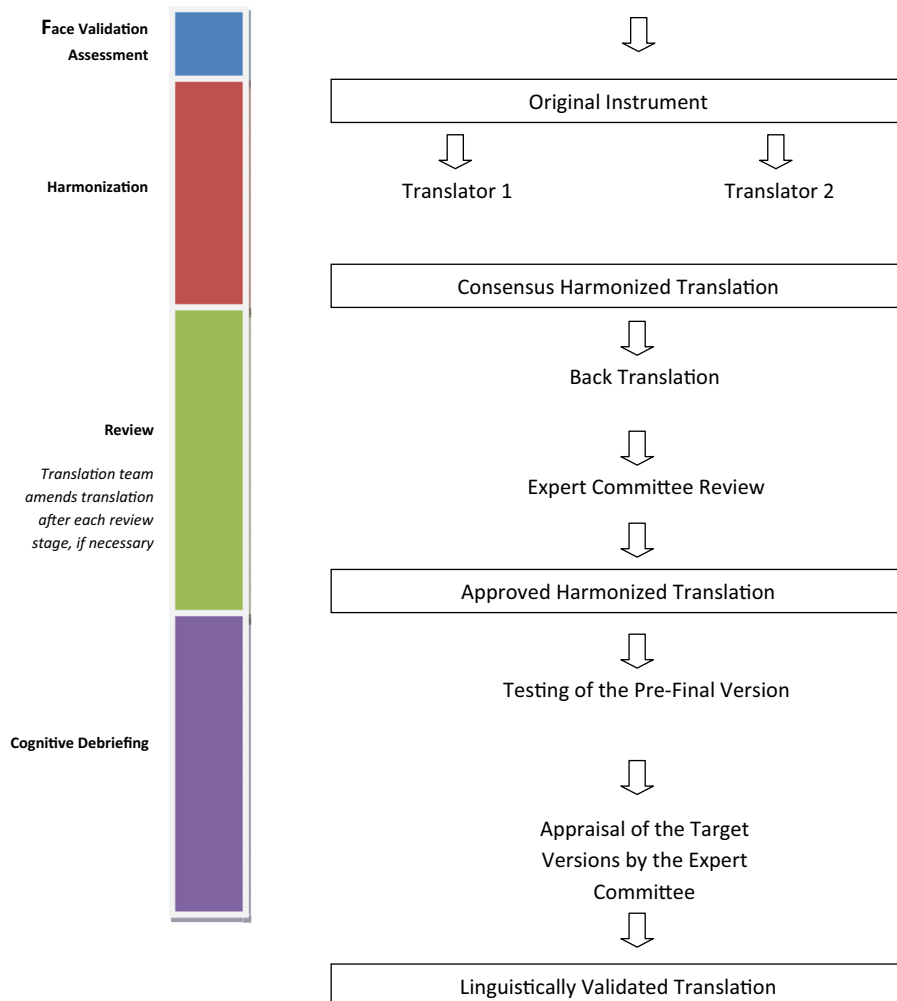 Face Validation
Assessment
Original Instrument
Harmonization
Translator 1
Translator 2
Consensus Harmonized Translation
Back Translation
Review
Translation team
amends translation
after each review
stage, if necessary
Expert Committee Review
Approved Harmonized Translation
Testing of the Pre-Final Version
Cognitive Debriefing
Appraisal of the Target
Versions by the Expert
Committee
Linguistically Validated Translation